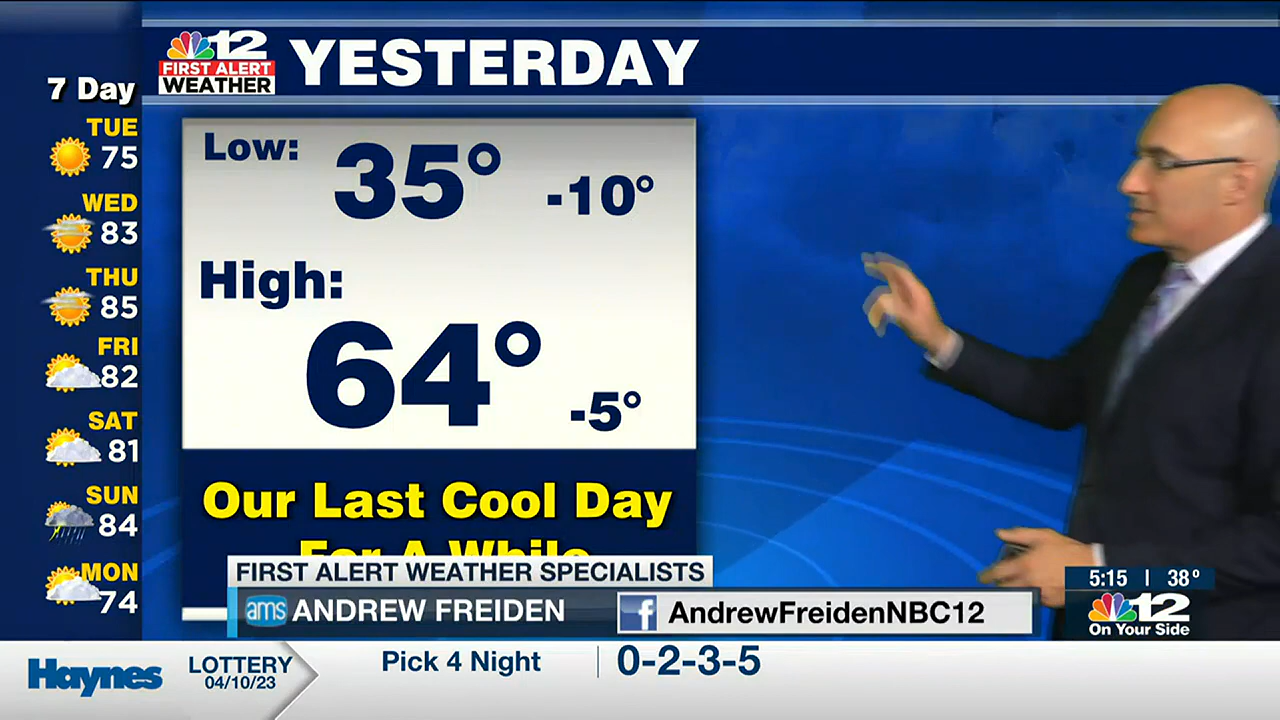 12
FIRST ALERT
WEATHER
YESTERDAY
7 Day
TUE
75
WED
83
THU
85
FRI
82
SAT
81
SUN
84
MON
74
Low: 35° -10°
High:
64° -5°
Our Last Cool Day
For A While
FIRST ALERT WEATHER SPECIALISTS
ams ANDREW FREIDEN
f AndrewFreidenNBC12
5:15 | 38°
12
On Your Side
Haynes
LOTTERY
04/10/23
Pick 4 Night | 0-2-3-5